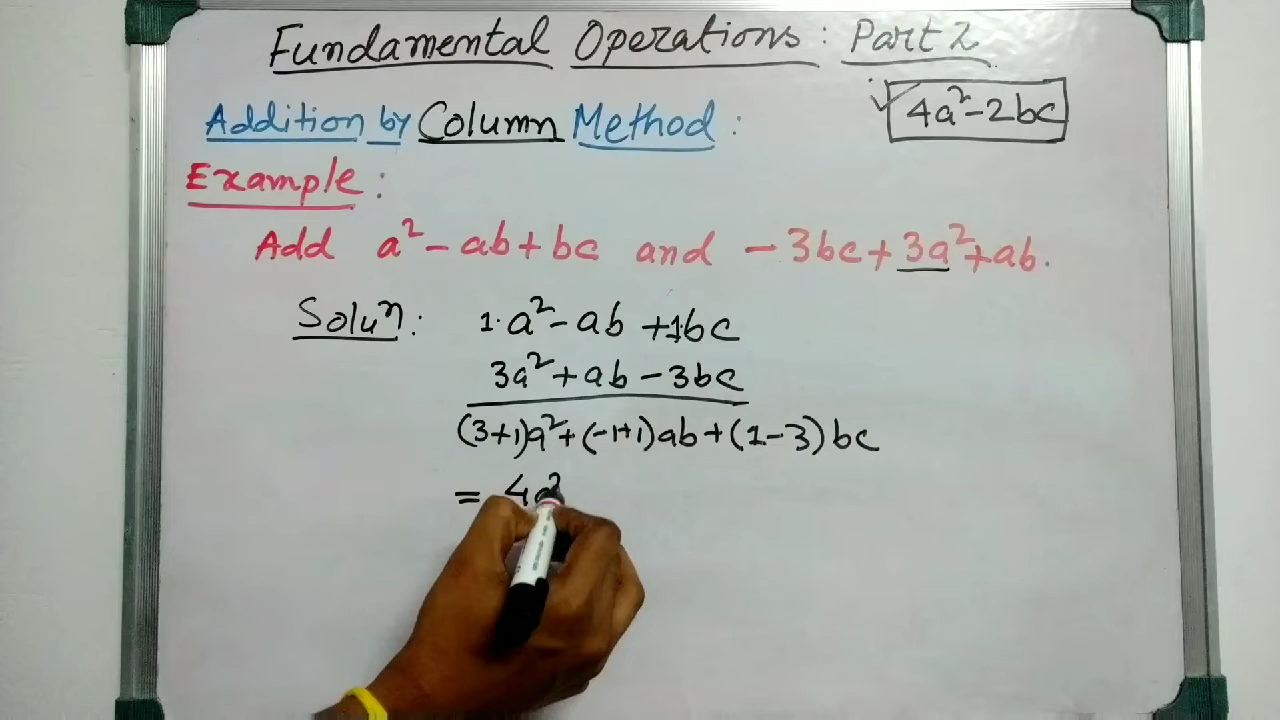 Fundamental Operations: Part 2
4a²-2bc
Addition by Column Method:
Example:
Add a²-ab+bc and -3bc+3a²+ab.
Soluⁿ: 1·a²-ab+1bc
3a²+ab-3bc
(3+1)a²+(-1+1)ab+(1-3)bc
= 4a²